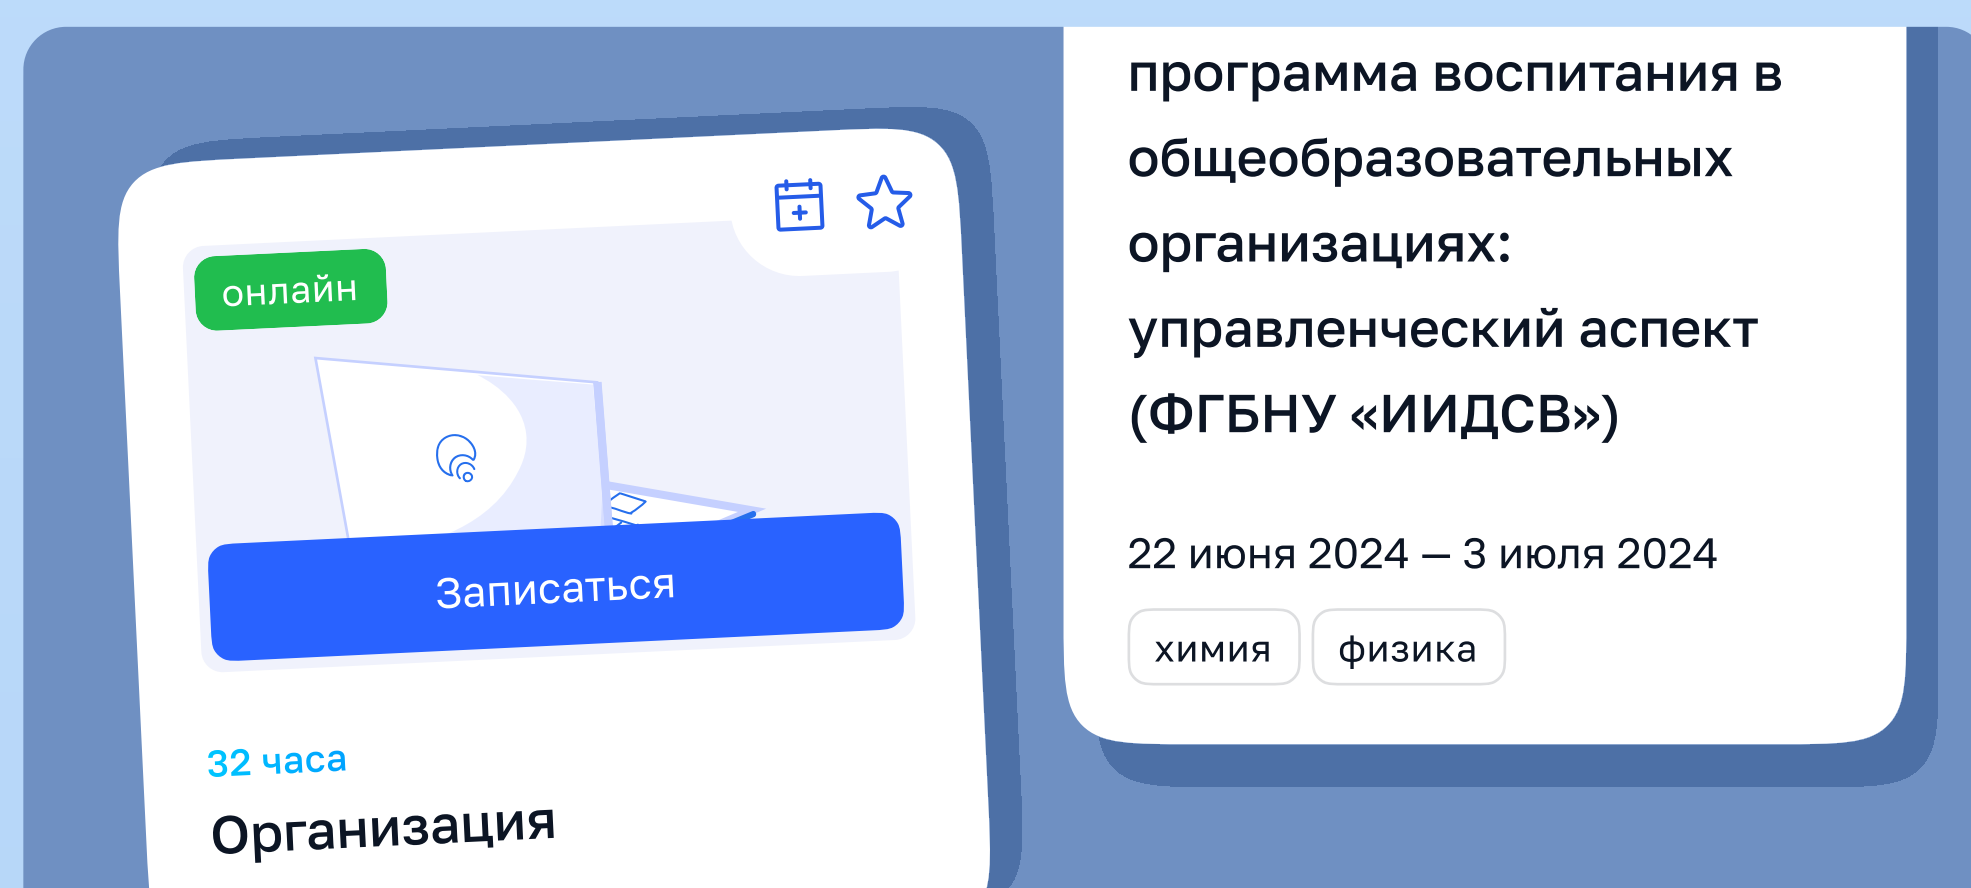 онлайн
Записаться
32 часа
Организация
программа воспитания в
общеобразовательных
организациях:
управленческий аспект
(ФГБНУ «ИИДСВ»)
22 июня 2024 — 3 июля 2024
химия
физика